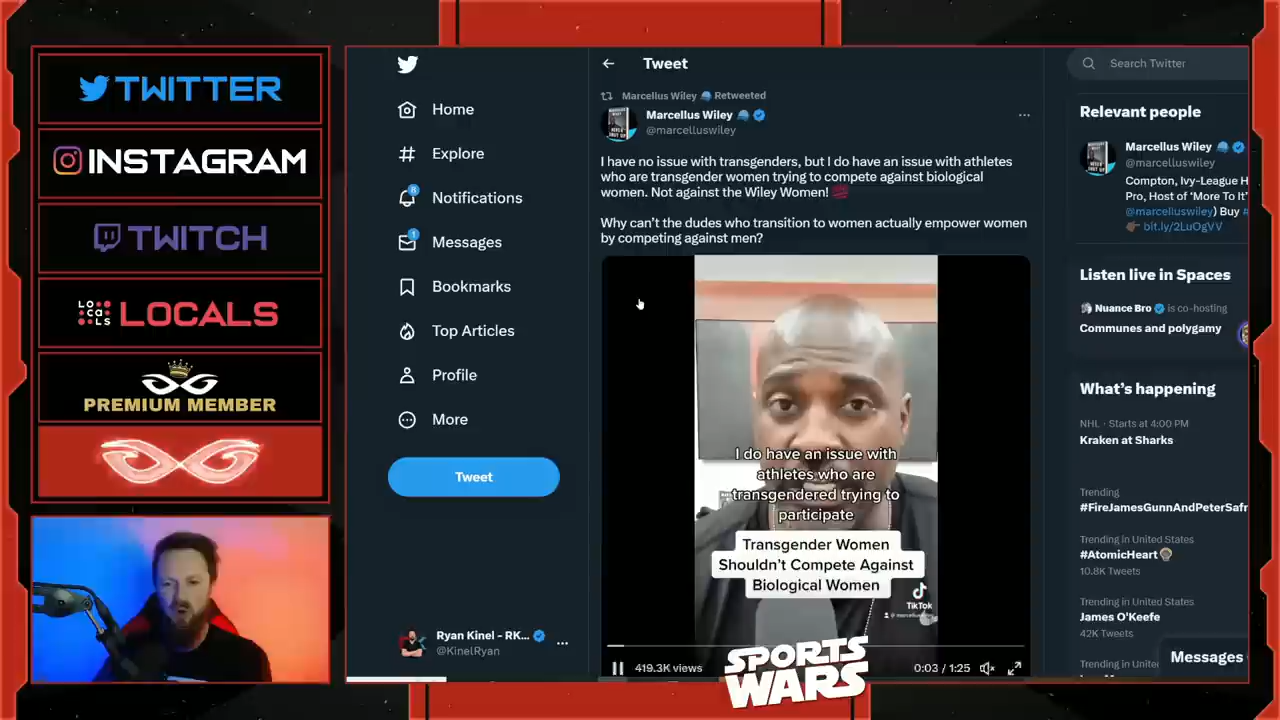 TWITTER
INSTAGRAM
TWITCH
LOCALS
LOCALS
PREMIUM MEMBER
Home
Explore
8
Notifications
1
Messages
Bookmarks
Top Articles
Profile
More
Tweet
Ryan Kinel - RK...
@KinelRyan
Tweet
Marcellus Wiley Retweeted
Marcellus Wiley
@marcelluswiley
I have no issue with transgenders, but I do have an issue with athletes
who are transgender women trying to compete against biological
women. Not against the Wiley Women! 💯
Why can't the dudes who transition to women actually empower women
by competing against men?
I do have an issue with
athletes who are
transgendered trying to
participate
Transgender Women
Shouldn't Compete Against
Biological Women
TikTok
419.3K views
0:03 / 1:25
SPORTS
WARS
Search Twitter
Relevant people
Marcellus Wiley
@marcelluswiley
Compton, Ivy-League H
Pro, Host of 'More To It'
@marcelluswiley) Buy #
bit.ly/2LuOgVV
Listen live in Spaces
Nuance Bro is co-hosting
Communes and polygamy
What's happening
NHL · Starts at 4:00 PM
Kraken at Sharks
Trending
#FireJamesGunnAndPeterSafr
Trending in United States
#AtomicHeart
10.8K Tweets
Trending in United States
James O'Keefe
42K Tweets
Trending in United
Messages